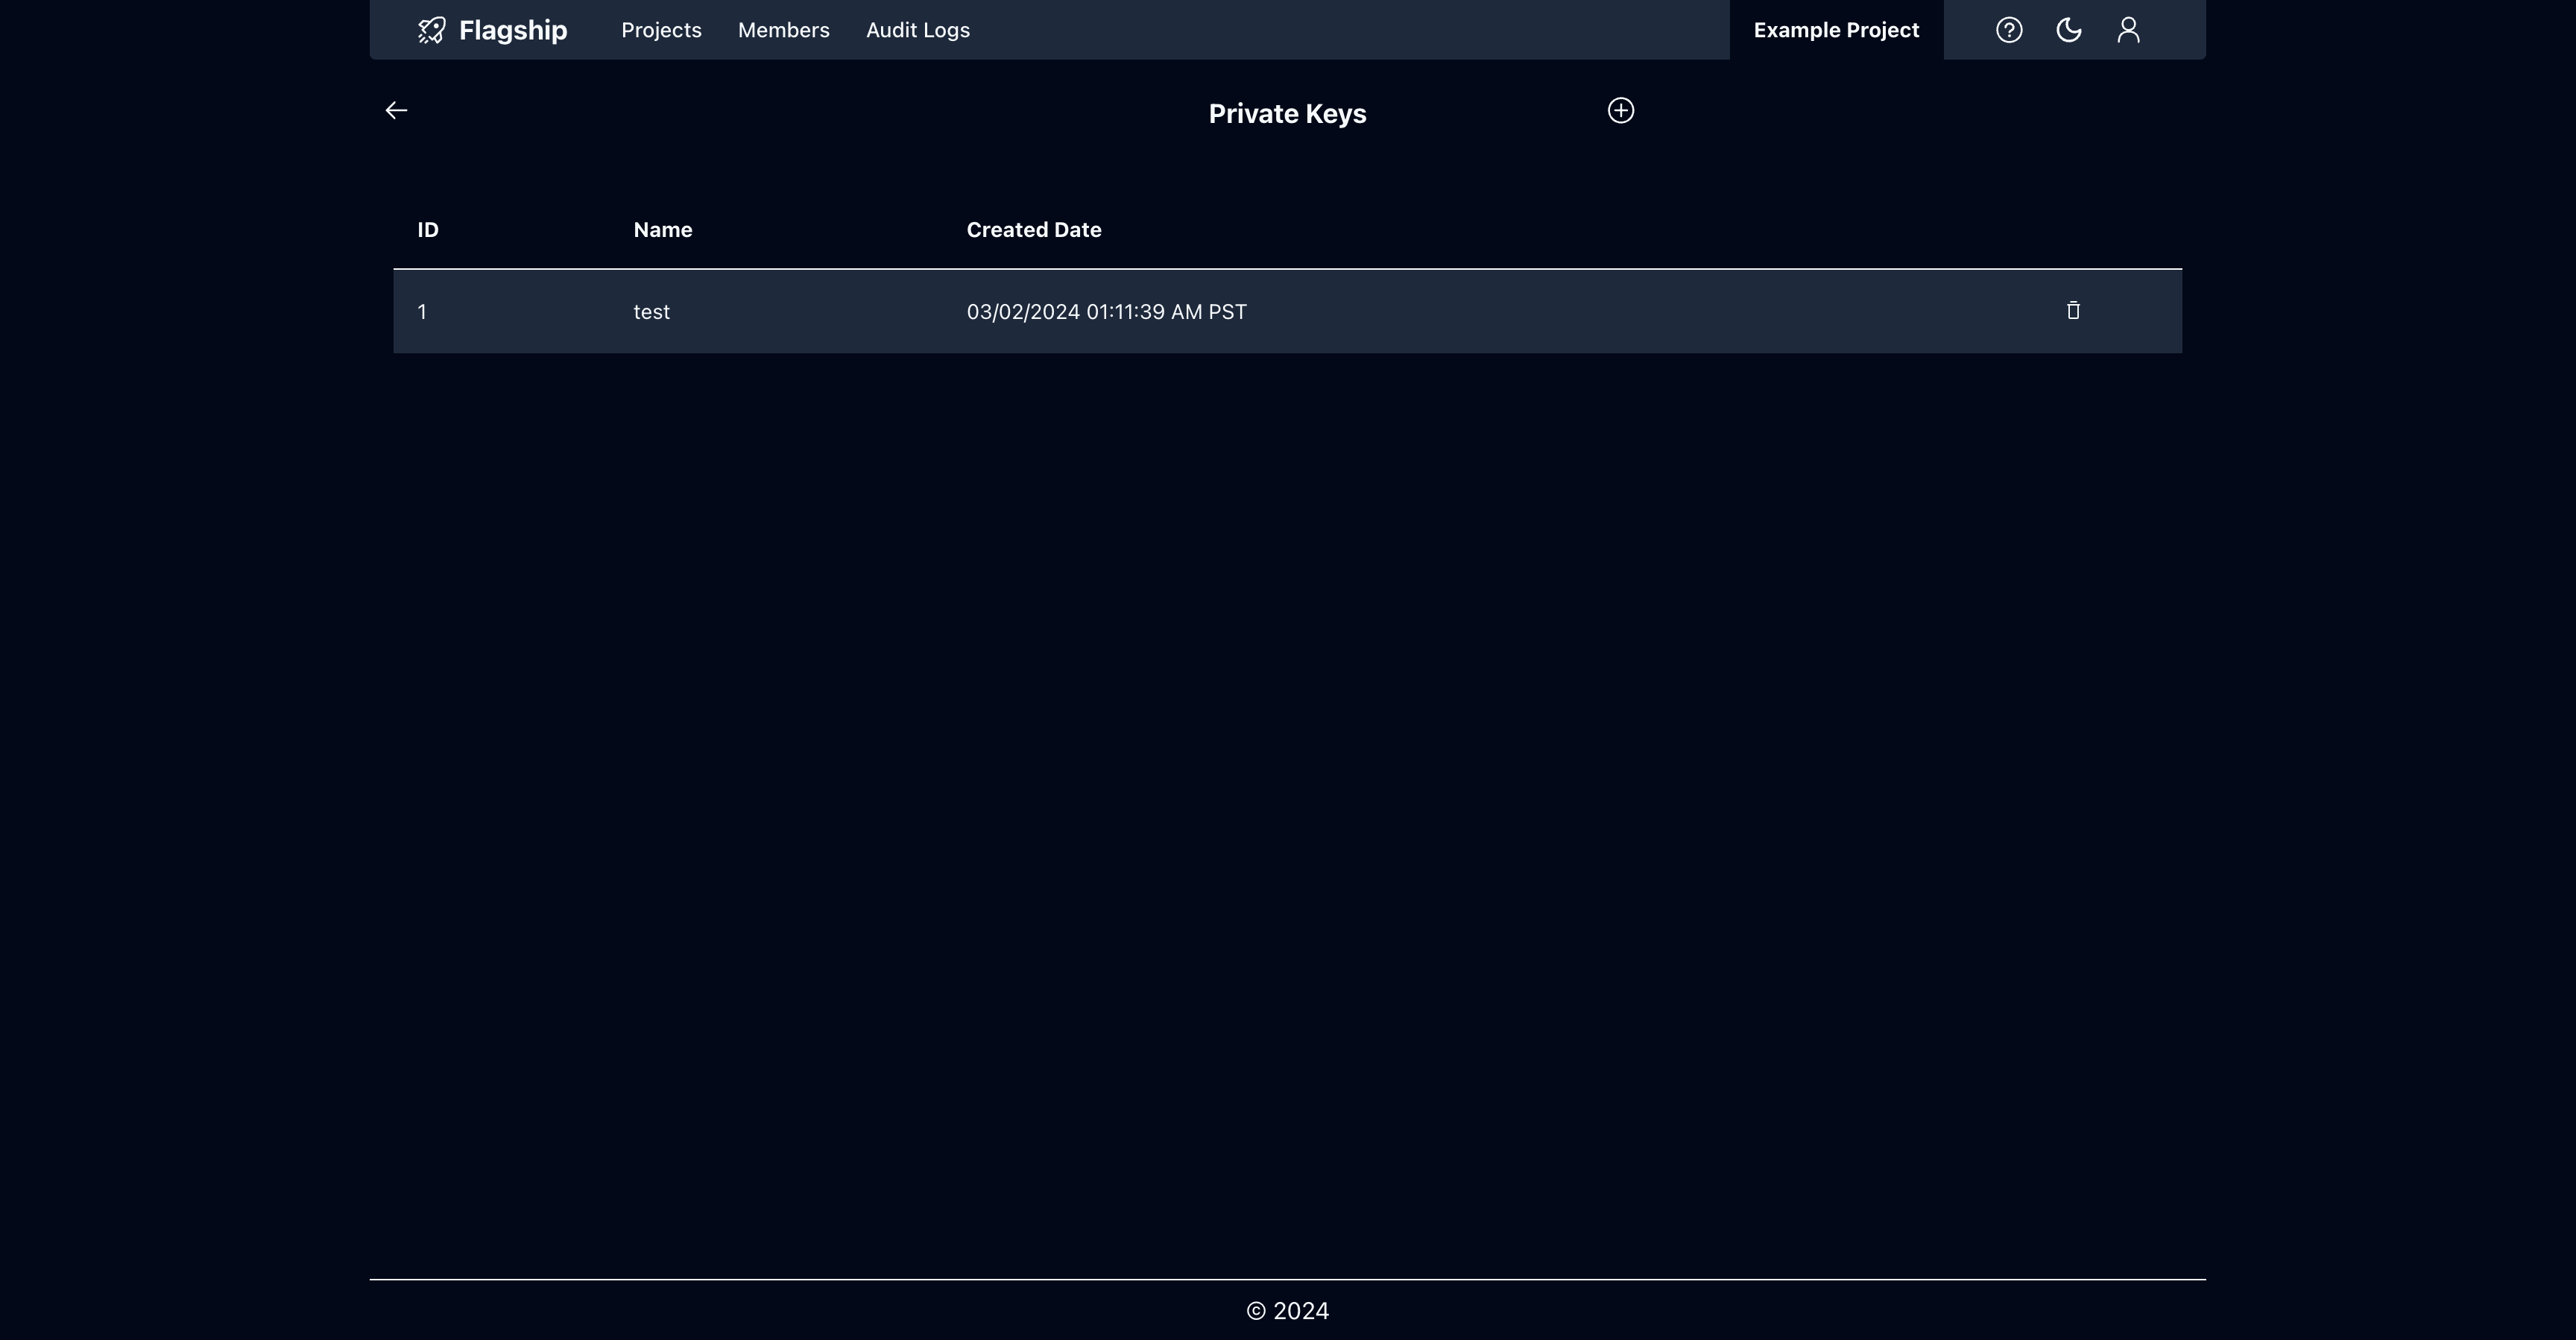 Flagship Projects Members Audit Logs Example Project
Private Keys
ID Name Created Date
1 test 03/02/2024 01:11:39 AM PST
© 2024